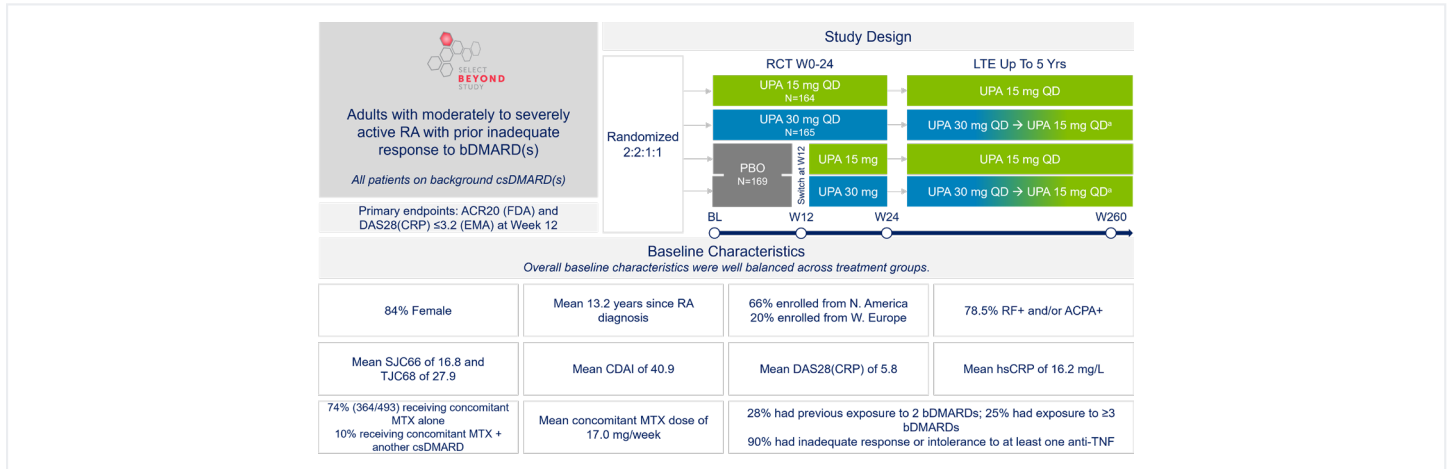 SELECT
BEYOND
STUDY
Adults with moderately to severely
active RA with prior inadequate
response to bDMARD(s)
All patients on background csDMARD(s)
Primary endpoints: ACR20 (FDA) and
DAS28(CRP) ≤3.2 (EMA) at Week 12
Study Design
RCT W0-24
LTE Up To 5 Yrs
Randomized
2:2:1:1
UPA 15 mg QD
N=164
UPA 15 mg QD
UPA 30 mg QD
N=165
UPA 30 mg QD → UPA 15 mg QDᵃ
PBO
N=169
Switch at W12
UPA 15 mg
UPA 15 mg QD
UPA 30 mg
UPA 30 mg QD → UPA 15 mg QDᵃ
BL
W12
W24
W260
Baseline Characteristics
Overall baseline characteristics were well balanced across treatment groups.
84% Female
Mean 13.2 years since RA
diagnosis
66% enrolled from N. America
20% enrolled from W. Europe
78.5% RF+ and/or ACPA+
Mean SJC66 of 16.8 and
TJC68 of 27.9
Mean CDAI of 40.9
Mean DAS28(CRP) of 5.8
Mean hsCRP of 16.2 mg/L
74% (364/493) receiving concomitant
MTX alone
10% receiving concomitant MTX +
another csDMARD
Mean concomitant MTX dose of
17.0 mg/week
28% had previous exposure to 2 bDMARDs; 25% had exposure to ≥3
bDMARDs
90% had inadequate response or intolerance to at least one anti-TNF